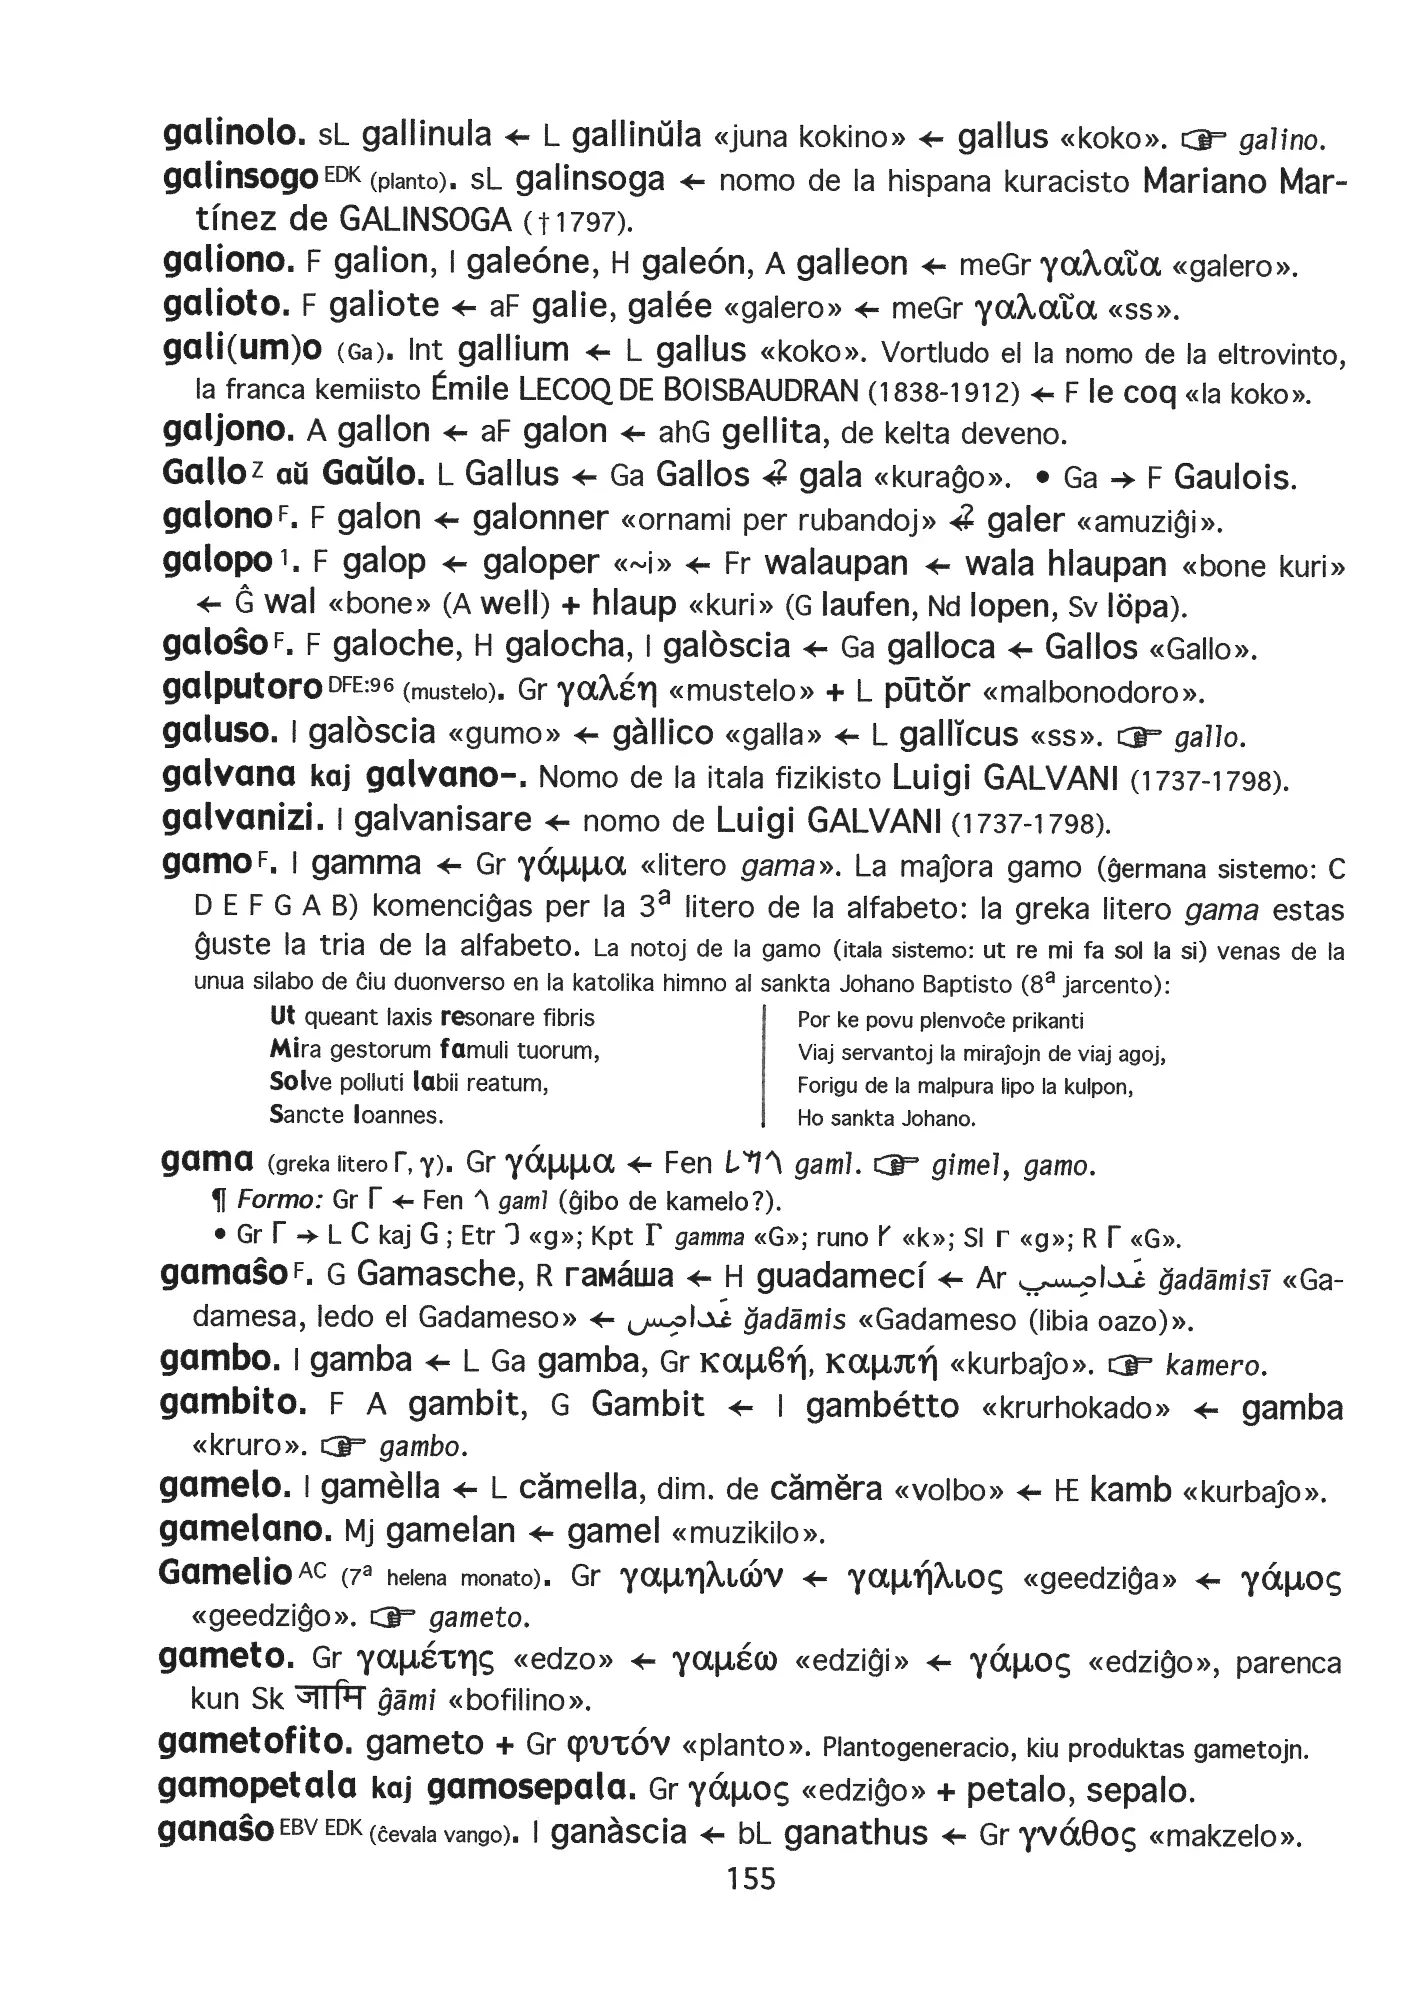 galinolo. sL gallinula ← L gallinŭla «juna kokino» ← gallus «koko». ☞ galino.
galinsogo EDK (planto). sL galinsoga ← nomo de la hispana kuracisto Mariano Mar-
tínez de GALINSOGA († 1797).
galiono. F galion, I galeóne, H galeón, A galleon ← meGr γαλαῖα «galero».
galioto. F galiote ← aF galie, galée «galero» ← meGr γαλαῖα «ss».
gali(um)o (Ga). Int gallium ← L gallus «koko». Vortludo el la nomo de la eltrovinto,
la franca kemiisto Émile LECOQ DE BOISBAUDRAN (1838-1912) ← F le coq «la koko».
galjono. A gallon ← aF galon ← ahG gellita, de kelta deveno.
Gallo Z aŭ Gaŭlo. L Gallus ← Ga Gallos ←? gala «kuraĝo». • Ga → F Gaulois.
galono F. F galon ← galonner «ornami per rubandoj» ←? galer «amuziĝi».
galopo 1. F galop ← galoper «~i» ← Fr walaupan ← wala hlaupan «bone kuri»
← Ĝ wal «bone» (A well) + hlaup «kuri» (G laufen, Nd lopen, Sv löpa).
galoŝo F. F galoche, H galocha, I galòscia ← Ga galloca ← Gallos «Gallo».
galputoro DFE:96 (mustelo). Gr γαλέη «mustelo» + L pūtŏr «malbonodoro».
galuso. I galòscia «gumo» ← gàllico «galla» ← L gallĭcus «ss». ☞ gallo.
galvana kaj galvano-. Nomo de la itala fizikisto Luigi GALVANI (1737-1798).
galvanizi. I galvanisare ← nomo de Luigi GALVANI (1737-1798).
gamo F. I gamma ← Gr γάμμα «litero gama». La maĵora gamo (ĝermana sistemo: C
D E F G A B) komenciĝas per la 3ª litero de la alfabeto: la greka litero gama estas
ĝuste la tria de la alfabeto. La notoj de la gamo (itala sistemo: ut re mi fa sol la si) venas de la
unua silabo de ĉiu duonverso en la katolika himno al sankta Johano Baptisto (8ª jarcento):
Ut queant laxis resonare fibris
Mira gestorum famuli tuorum,
Solve polluti labii reatum,
Sancte Ioannes.
Por ke povu plenvoĉe prikanti
Viaj servantoj la miraĵojn de viaj agoj,
Forigu de la malpura lipo la kulpon,
Ho sankta Johano.
gama (greka litero Γ, γ). Gr γάμμα ← Fen 𐤂𐤌𐤋 gaml. ☞ gimel, gamo.
¶ Formo: Gr Γ ← Fen 𐤂 gaml (ĝibo de kamelo?).
• Gr Γ → L C kaj G ; Etr Ͻ «g»; Kpt Ⲅ gamma «G»; runo ᚴ «k»; Sl г «g»; R Г «G».
gamaŝo F. G Gamasche, R гамáша ← H guadamecí ← Ar غَدامِسي ğadāmisī «Ga-
damesa, ledo el Gadameso» ← غَدامِس ğadāmis «Gadameso (libia oazo)».
gambo. I gamba ← L Ga gamba, Gr καμϐή, καμπή «kurbaĵo». ☞ kamero.
gambito. F A gambit, G Gambit ← I gambétto «krurhokado» ← gamba
«kruro». ☞ gambo.
gamelo. I gamèlla ← L cămella, dim. de cămĕra «volbo» ← IE kamb «kurbaĵo».
gamelano. Mj gamelan ← gamel «muzikilo».
Gamelio AC (7ª helena monato). Gr γαμηλιών ← γαμήλιος «geedziĝa» ← γάμος
«geedziĝo». ☞ gameto.
gameto. Gr γαμέτης «edzo» ← γαμέω «edziĝi» ← γάμος «edziĝo», parenca
kun Sk जामि ĝāmi «bofilino».
gametofito. gameto + Gr φυτόν «planto». Plantogeneracio, kiu produktas gametojn.
gamopetala kaj gamosepala. Gr γάμος «edziĝo» + petalo, sepalo.
ganaŝo EBV EDK (ĉevala vango). I ganàscia ← bL ganathus ← Gr γνάθος «makzelo».
155